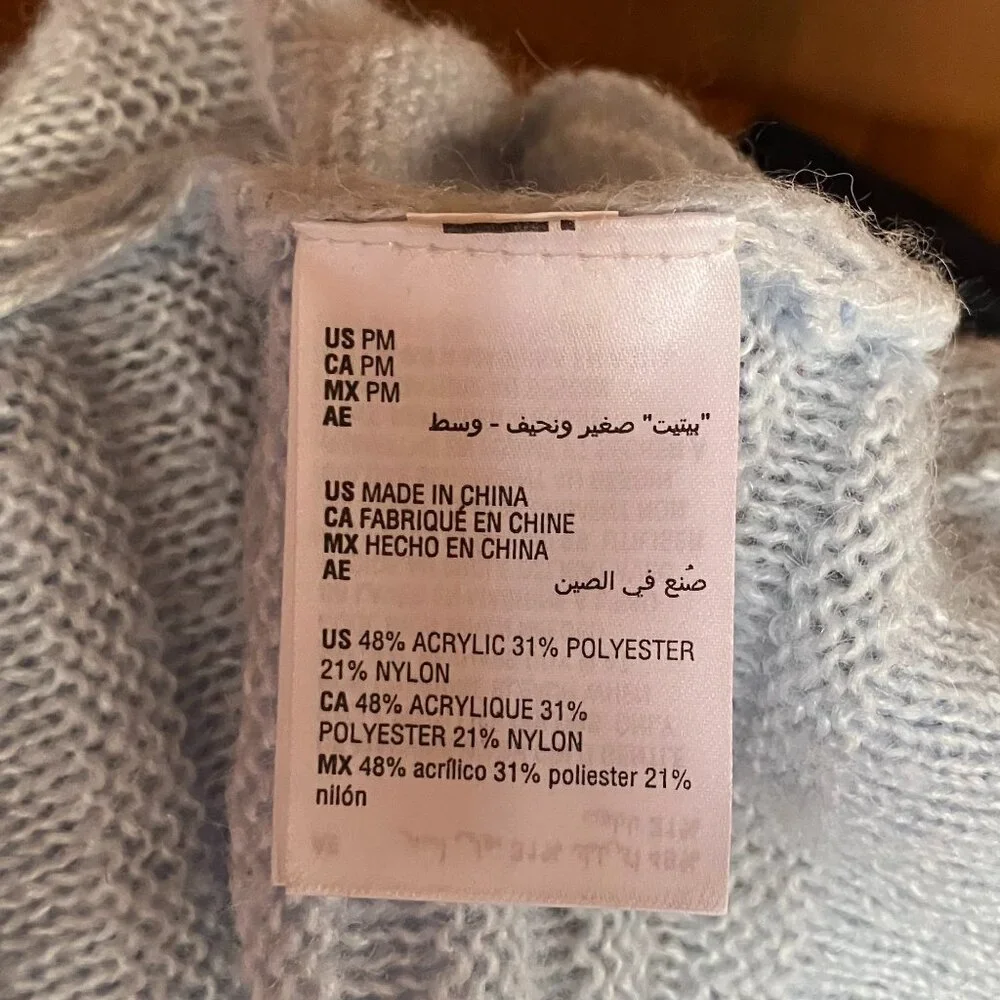 US PM
CA PM
MX PM
AE "بيتيت" صغير ونحيف - وسط
US MADE IN CHINA
CA FABRIQUÉ EN CHINE
MX HECHO EN CHINA
AE صُنع في الصين
US 48% ACRYLIC 31% POLYESTER
21% NYLON
CA 48% ACRYLIQUE 31%
POLYESTER 21% NYLON
MX 48% acrílico 31% poliester 21%
nilón